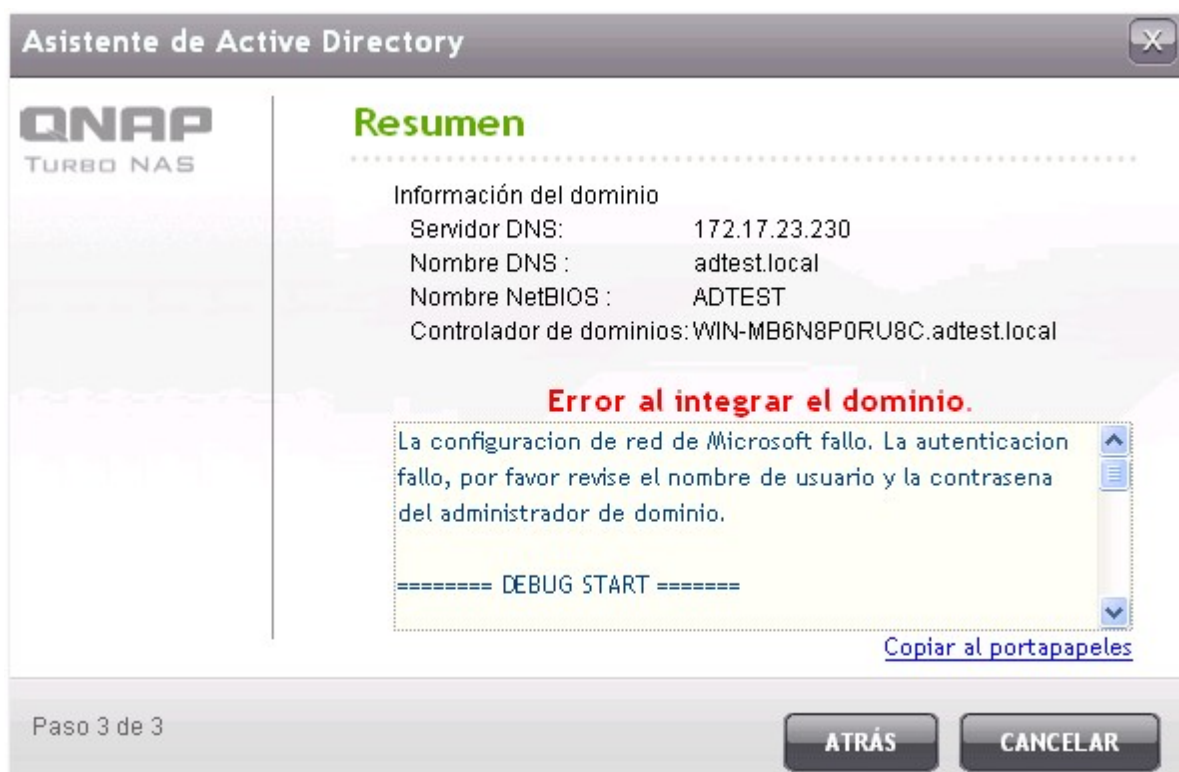 Asistente de Active Directory
X
QNAP
TURBO NAS
Resumen
Información del dominio
Servidor DNS: 172.17.23.230
Nombre DNS : adtest.local
Nombre NetBIOS : ADTEST
Controlador de dominios: WIN-MB6N8P0RU8C.adtest.local
Error al integrar el dominio.
La configuracion de red de Microsoft fallo. La autenticacion
fallo, por favor revise el nombre de usuario y la contrasena
del administrador de dominio.
======== DEBUG START =======
Copiar al portapapeles
Paso 3 de 3
ATRÁS
CANCELAR